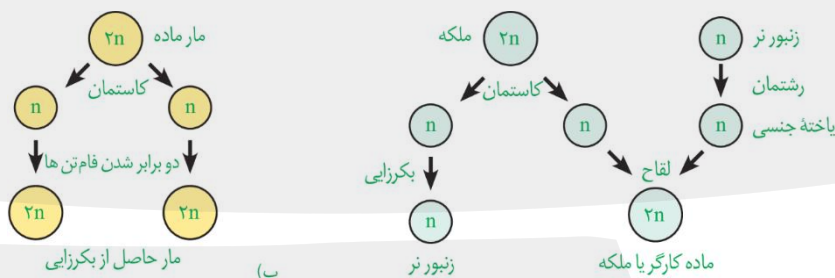 زنبور نر
ملکه
مار ماده
۲n
۲n
n
رشتمان
کاستمان
کاستمان
یاختهٔ جنسی
n
n
n
n
n
لقاح
بکرزایی
دو برابر شدن فام‌تن ها
۲n
n
۲n
۲n
ماده کارگر یا ملکه
زنبور نر
ب)
مار حاصل از بکرزایی